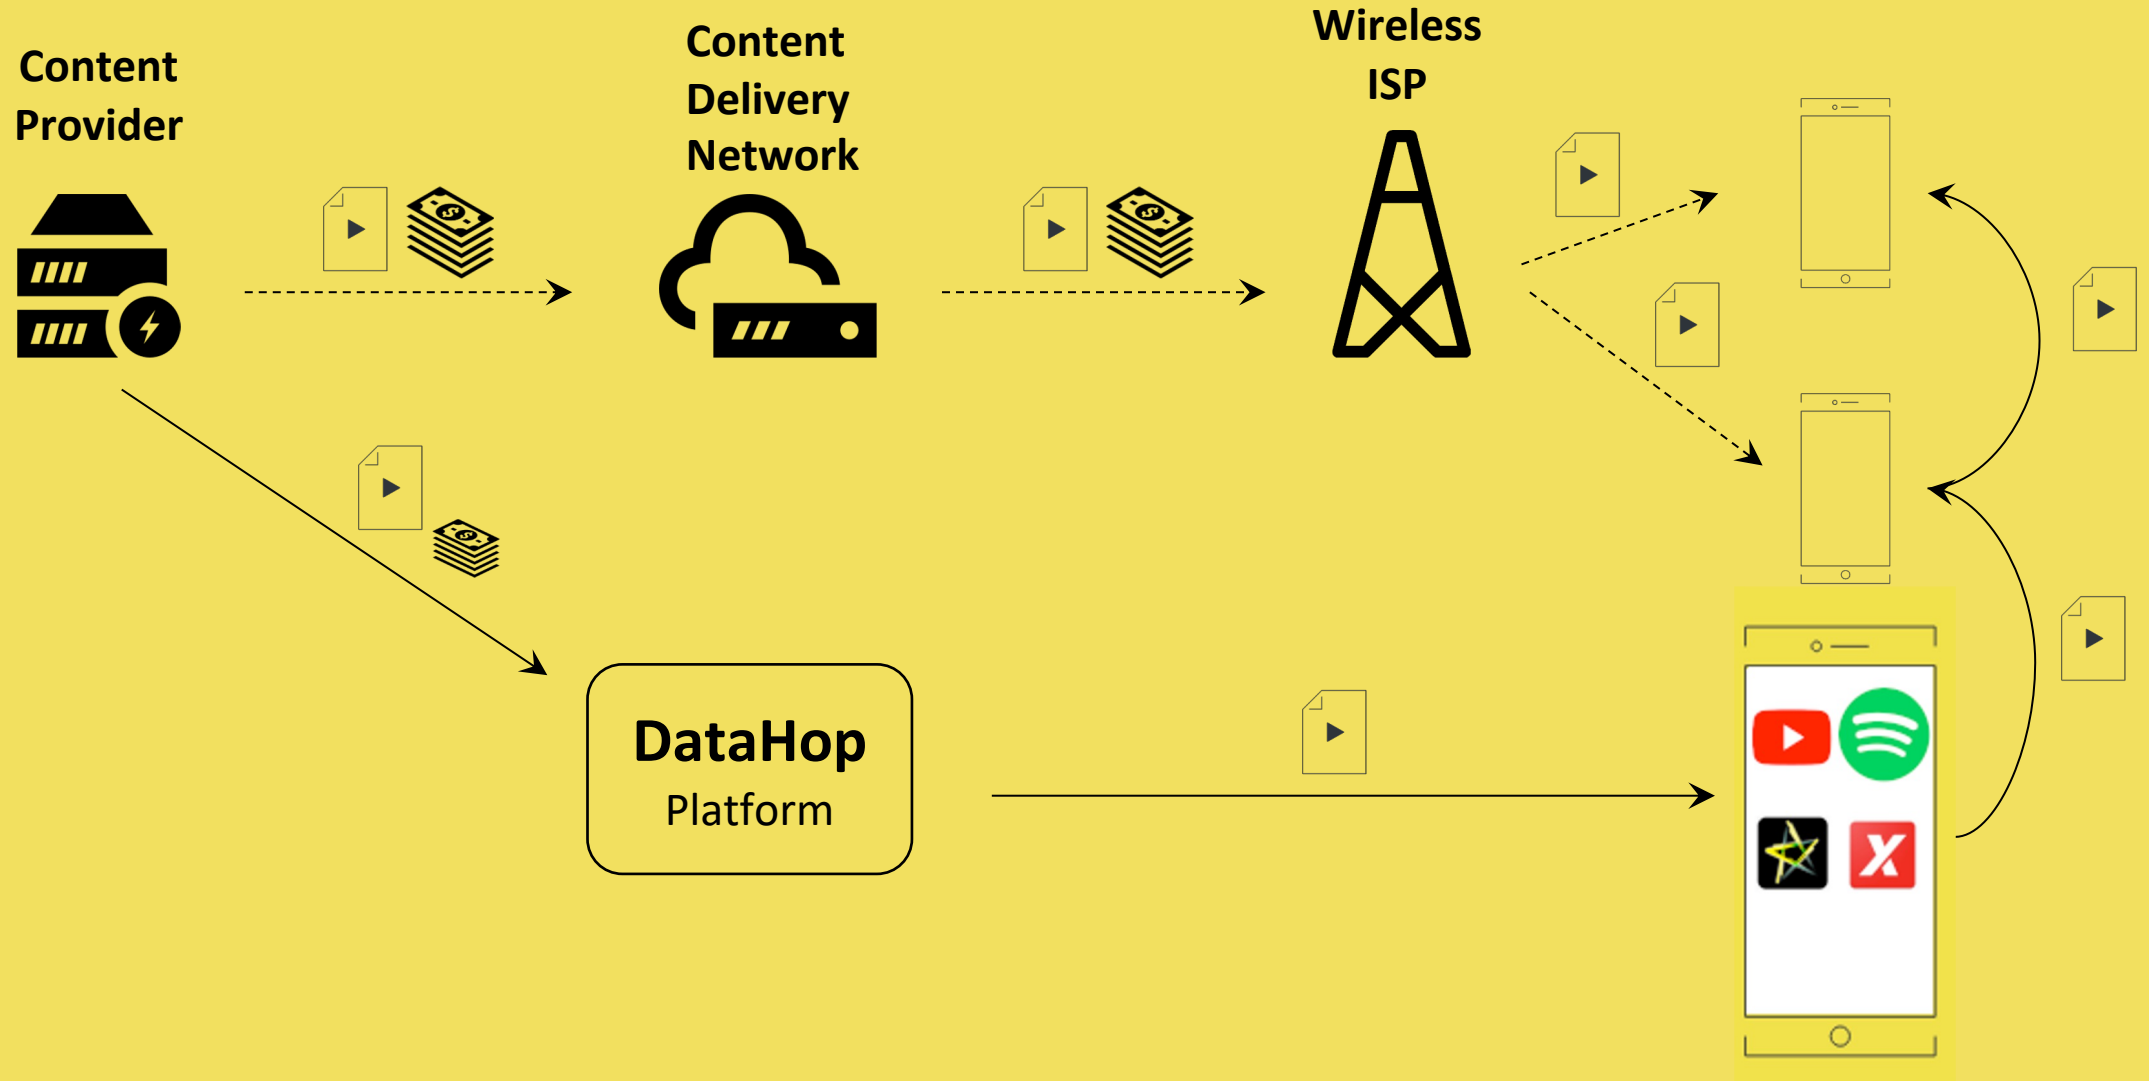 Content
Provider
Content
Delivery
Network
Wireless
ISP
DataHop
Platform